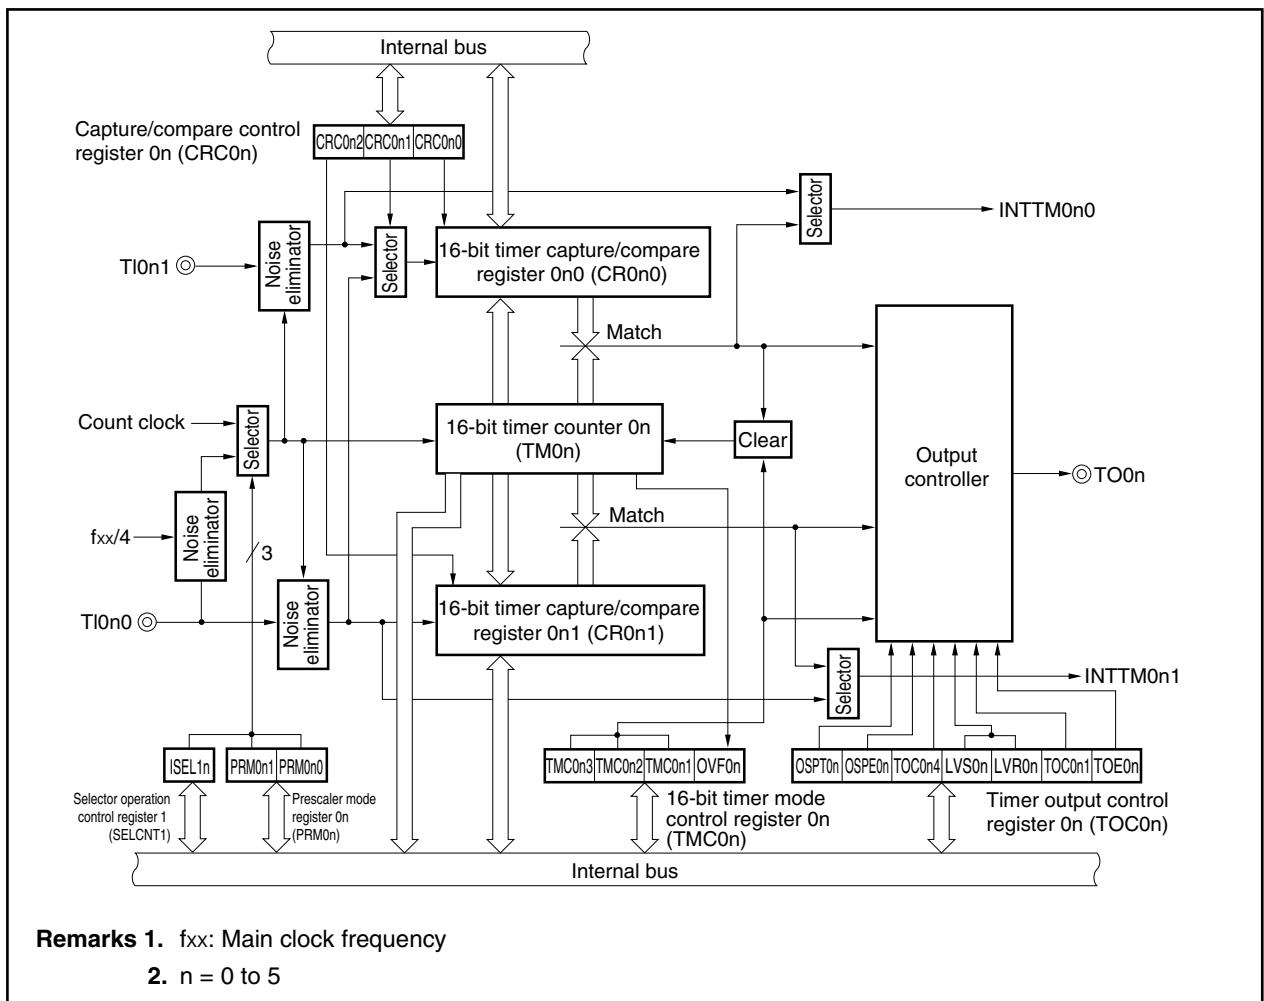 Internal bus
Capture/compare control
register 0n (CRC0n)
CRC0n2 CRC0n1 CRC0n0
Selector
INTTM0n0
Noise
eliminator
TI0n1
Selector
16-bit timer capture/compare
register 0n0 (CR0n0)
Match
Count clock
Selector
16-bit timer counter 0n
(TM0n)
Clear
Output
controller
TO0n
fxx/4
Noise
eliminator
3
Match
TI0n0
Noise
eliminator
16-bit timer capture/compare
register 0n1 (CR0n1)
Selector
INTTM0n1
ISEL1n
PRM0n1 PRM0n0
TMC0n3 TMC0n2 TMC0n1 OVF0n
OSPT0n OSPE0n TOC0n4 LVS0n LVR0n TOC0n1 TOE0n
Selector operation
control register 1
(SELCNT1)
Prescaler mode
register 0n
(PRM0n)
16-bit timer mode
control register 0n
(TMC0n)
Timer output control
register 0n (TOC0n)
Internal bus
Remarks 1. fxx: Main clock frequency
2. n = 0 to 5